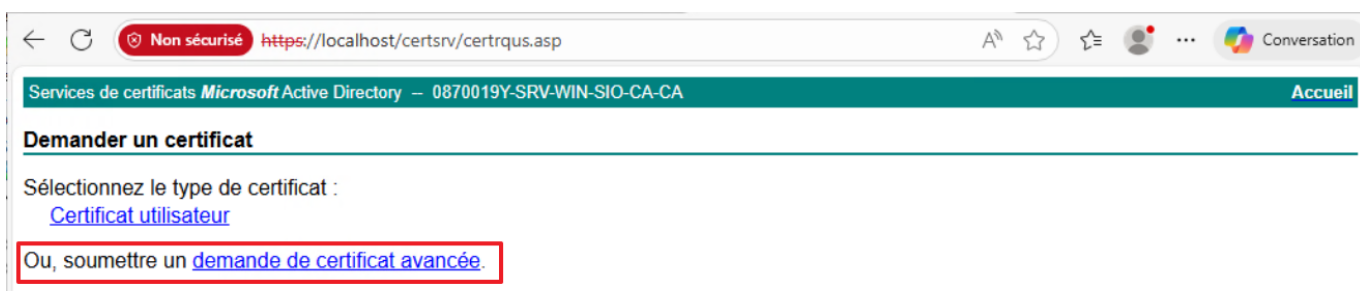 Non sécurisé https://localhost/certsrv/certrqus.asp Conversation
Services de certificats Microsoft Active Directory -- 0870019Y-SRV-WIN-SIO-CA-CA Accueil
Demander un certificat
Sélectionnez le type de certificat :
Certificat utilisateur
Ou, soumettre un demande de certificat avancée.